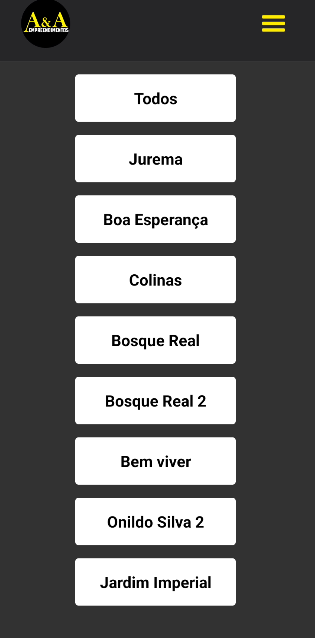 A&A
EMPREENDIMENTOS
Todos
Jurema
Boa Esperança
Colinas
Bosque Real
Bosque Real 2
Bem viver
Onildo Silva 2
Jardim Imperial